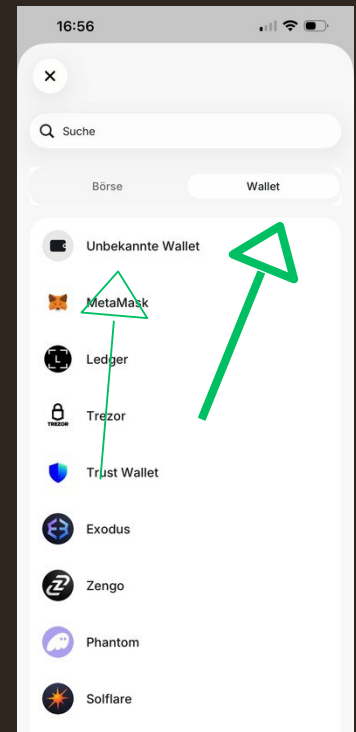 16:56
Suche
Börse
Wallet
Unbekannte Wallet
MetaMask
Ledger
L
Trezor
TREZOR
Trust Wallet
Exodus
Zengo
Phantom
Solflare